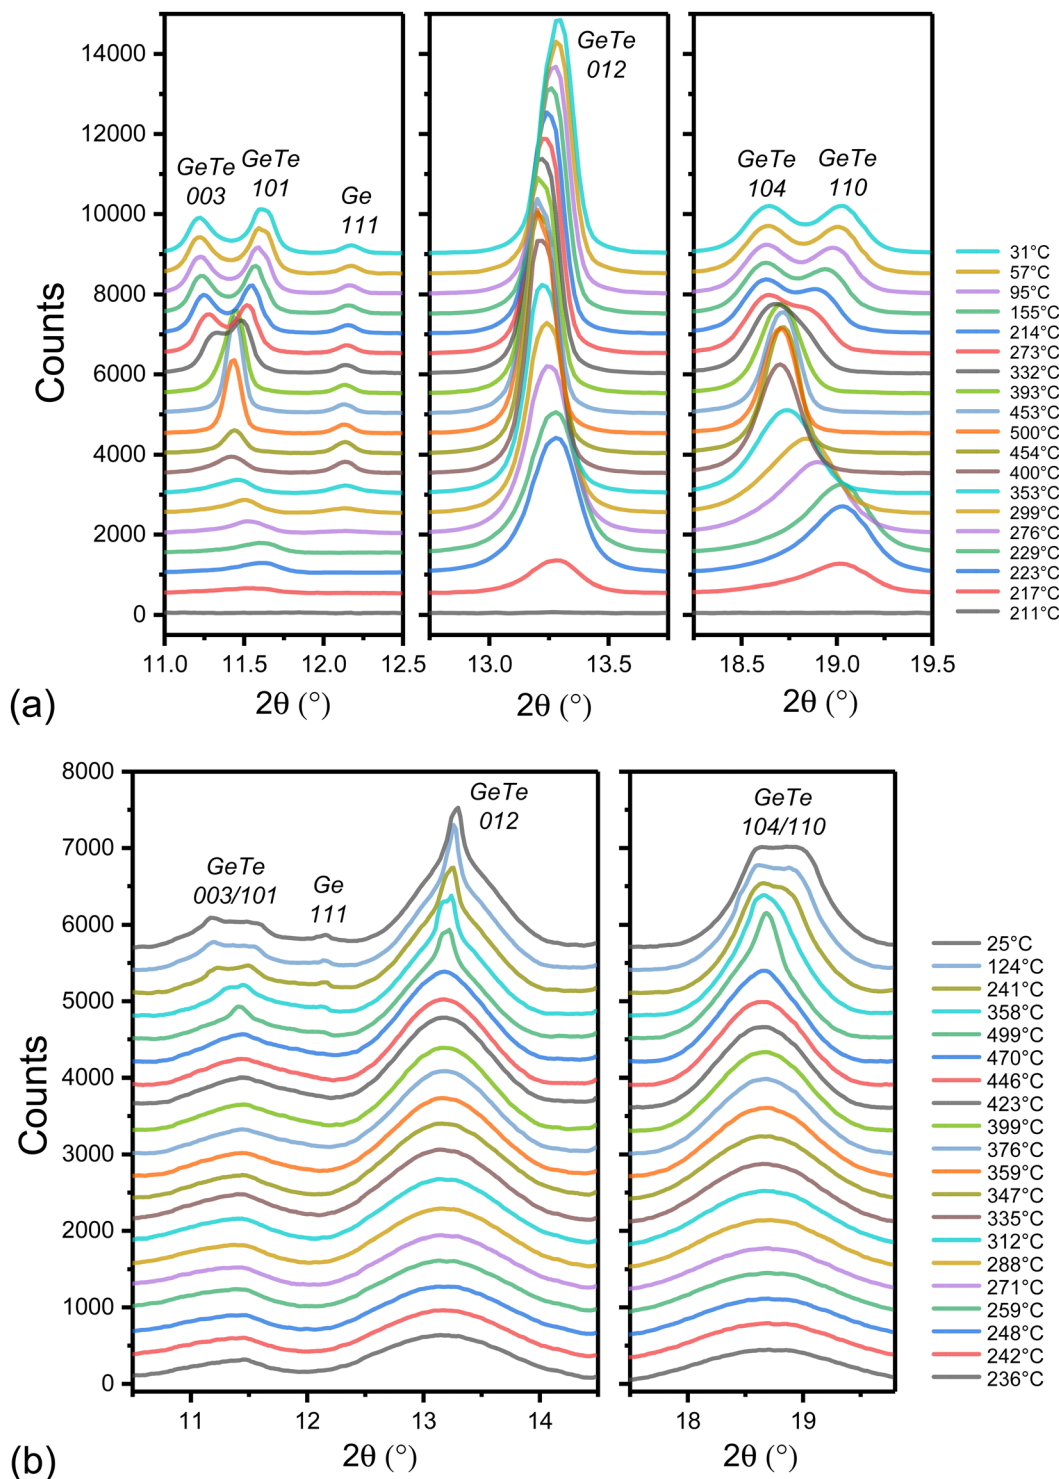 GeTe
003
GeTe
101
Ge
111
GeTe
012
GeTe
104
GeTe
110
Counts
14000
12000
10000
8000
6000
4000
2000
0
11.0 11.5 12.0 12.5
13.0 13.5
18.5 19.0 19.5
2θ (°)
2θ (°)
2θ (°)
31°C
57°C
95°C
155°C
214°C
273°C
332°C
393°C
453°C
500°C
454°C
400°C
353°C
299°C
276°C
229°C
223°C
217°C
211°C
(a)
GeTe
003/101
Ge
111
GeTe
012
GeTe
104/110
Counts
8000
7000
6000
5000
4000
3000
2000
1000
0
11 12 13 14
18 19
2θ (°)
2θ (°)
25°C
124°C
241°C
358°C
499°C
470°C
446°C
423°C
399°C
376°C
359°C
347°C
335°C
312°C
288°C
271°C
259°C
248°C
242°C
236°C
(b)